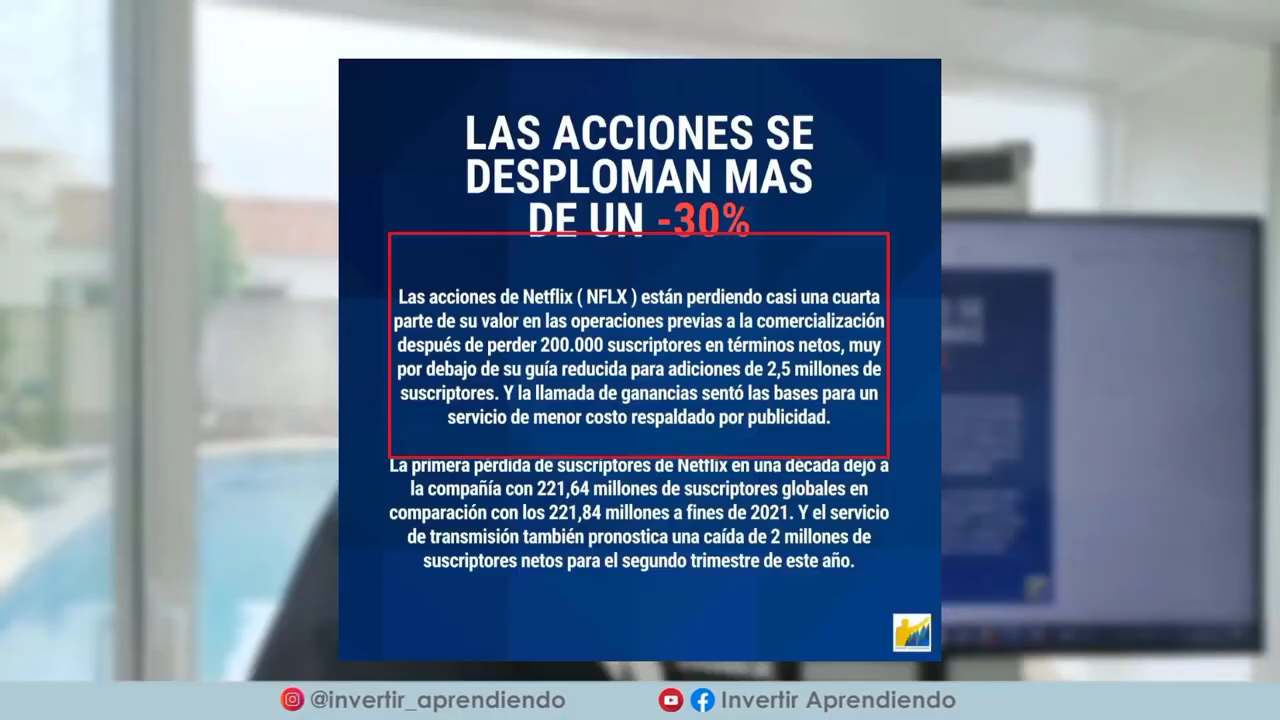 LAS ACCIONES SE
DESPLOMAN MAS
DE UN -30%
Las acciones de Netflix ( NFLX ) están perdiendo casi una cuarta
parte de su valor en las operaciones previas a la comercialización
después de perder 200.000 suscriptores en términos netos, muy
por debajo de su guía reducida para adiciones de 2,5 millones de
suscriptores. Y la llamada de ganancias sentó las bases para un
servicio de menor costo respaldado por publicidad.
La primera pérdida de suscriptores de Netflix en una década dejó a
la compañía con 221,64 millones de suscriptores globales en
comparación con los 221,84 millones a fines de 2021. Y el servicio
de transmisión también pronostica una caída de 2 millones de
suscriptores netos para el segundo trimestre de este año.
@invertir_aprendiendo
Invertir Aprendiendo